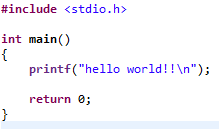 #include <stdio.h>
int main()
{
    printf("hello world!!\n");
    return 0;
}